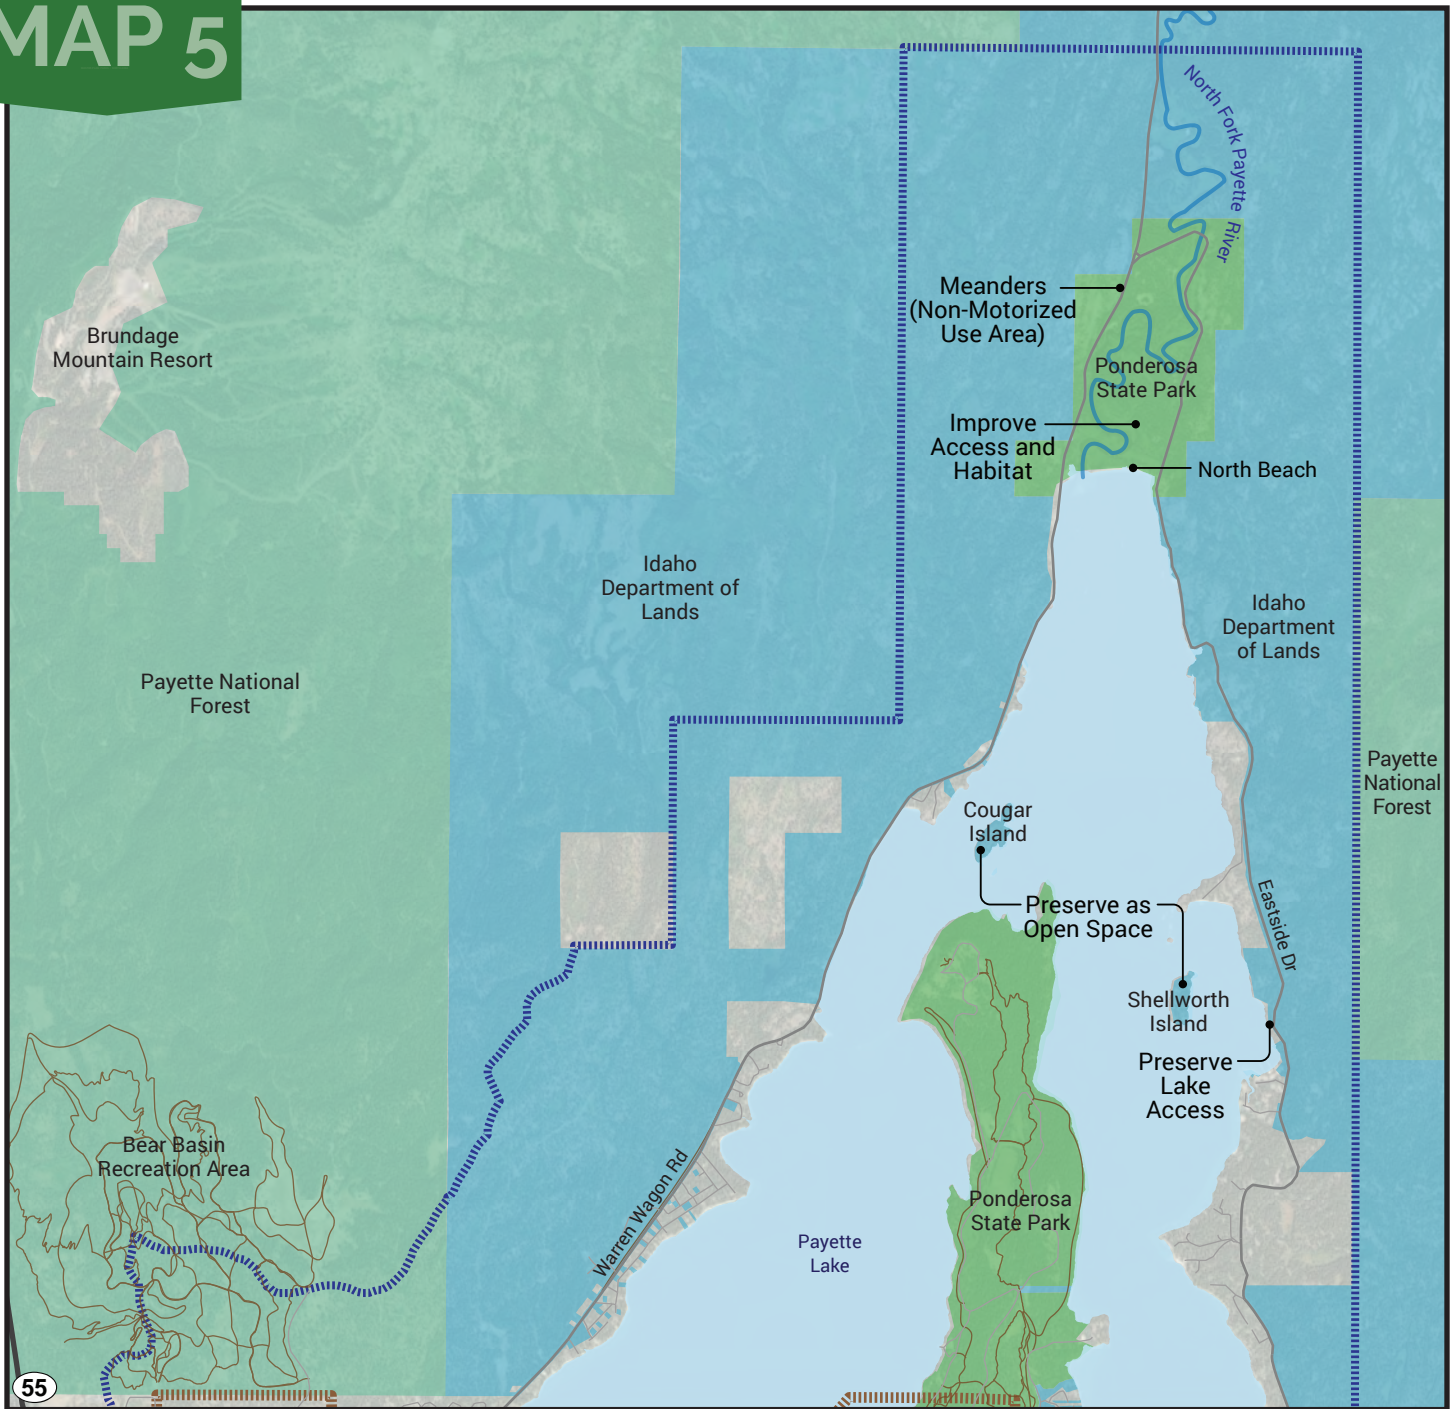 MAP 5
North Fork Payette River
Meanders
(Non-Motorized
Use Area)
Brundage
Mountain Resort
Ponderosa
State Park
Improve
Access and
Habitat
North Beach
Idaho
Department of
Lands
Idaho
Department
of Lands
Payette National
Forest
Payette
National
Forest
Cougar
Island
Preserve as
Open Space
Eastside Dr
Shellworth
Island
Preserve
Lake
Access
Bear Basin
Recreation Area
Warren Wagon Rd
Ponderosa
State Park
Payette
Lake
55